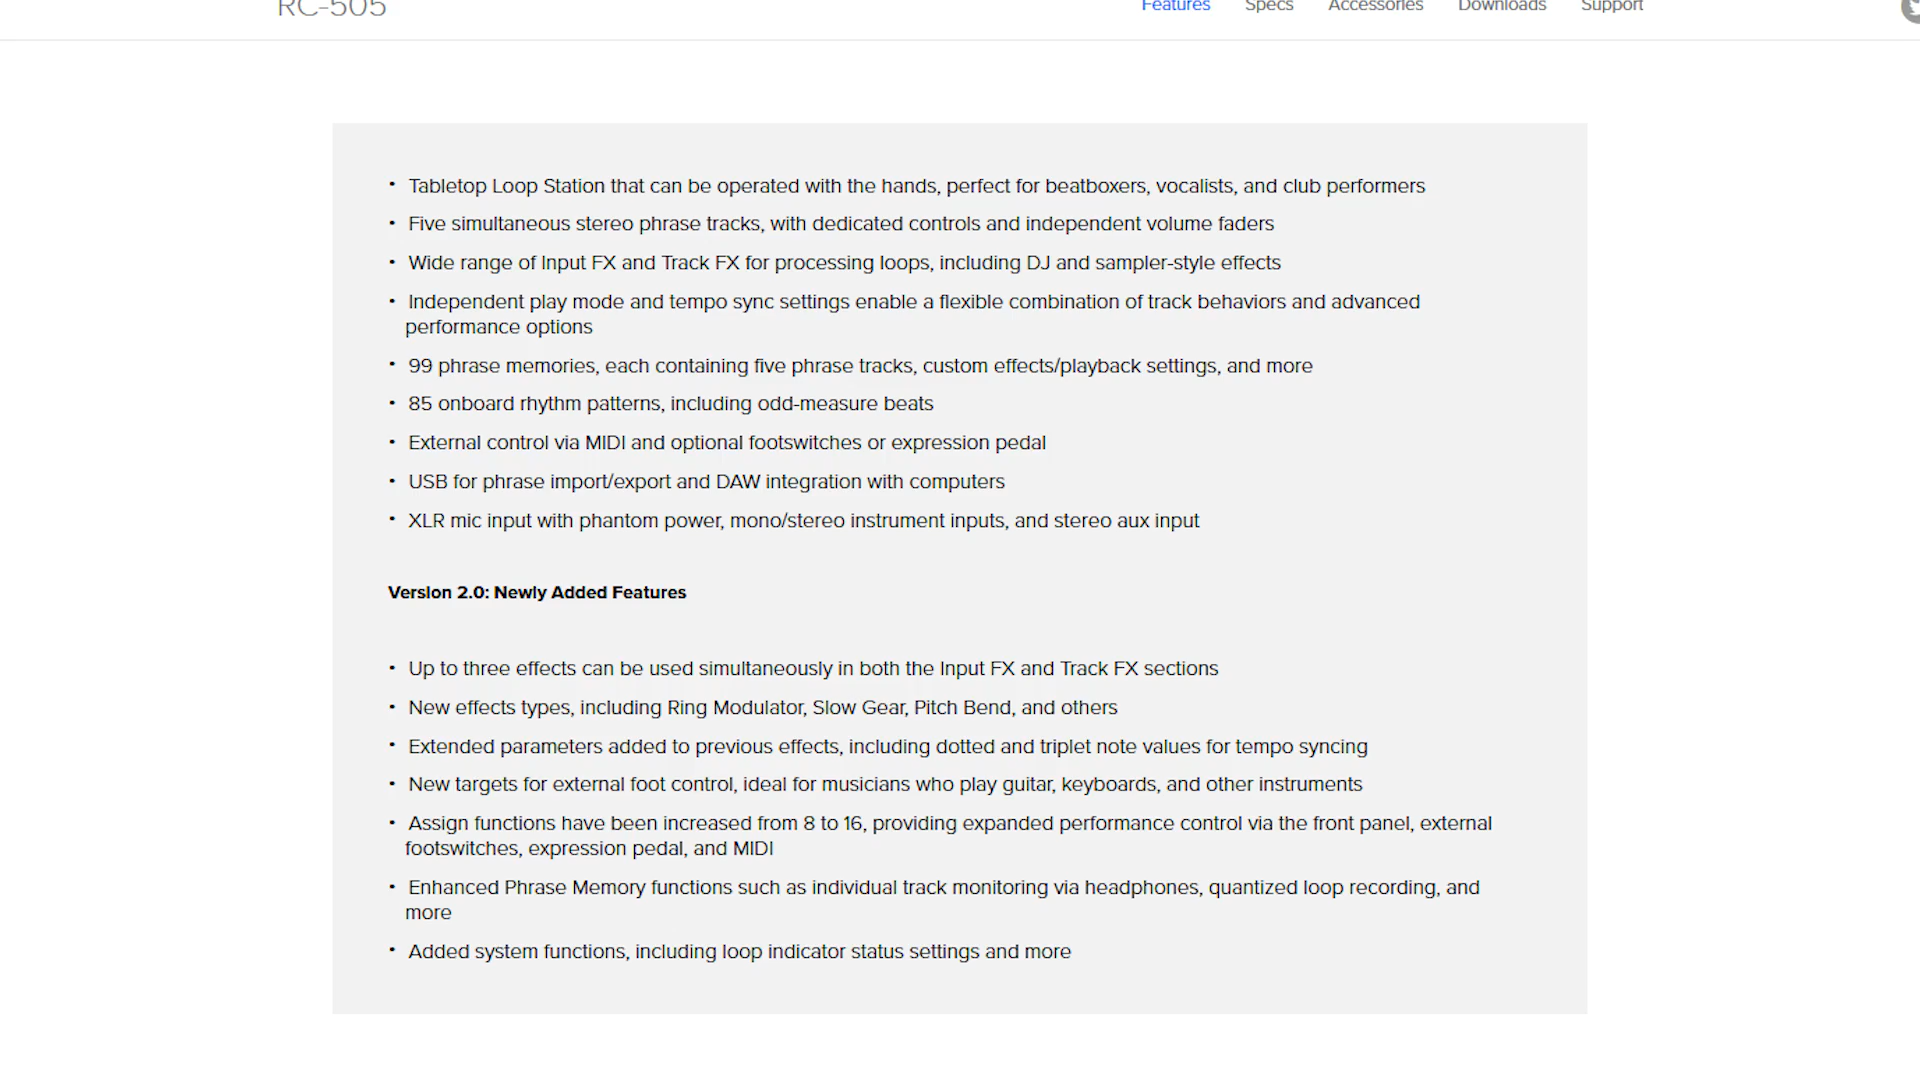 RC-505
Features Specs Accessories Downloads Support
• Tabletop Loop Station that can be operated with the hands, perfect for beatboxers, vocalists, and club performers
• Five simultaneous stereo phrase tracks, with dedicated controls and independent volume faders
• Wide range of Input FX and Track FX for processing loops, including DJ and sampler-style effects
• Independent play mode and tempo sync settings enable a flexible combination of track behaviors and advanced
performance options
• 99 phrase memories, each containing five phrase tracks, custom effects/playback settings, and more
• 85 onboard rhythm patterns, including odd-measure beats
• External control via MIDI and optional footswitches or expression pedal
• USB for phrase import/export and DAW integration with computers
• XLR mic input with phantom power, mono/stereo instrument inputs, and stereo aux input
Version 2.0: Newly Added Features
• Up to three effects can be used simultaneously in both the Input FX and Track FX sections
• New effects types, including Ring Modulator, Slow Gear, Pitch Bend, and others
• Extended parameters added to previous effects, including dotted and triplet note values for tempo syncing
• New targets for external foot control, ideal for musicians who play guitar, keyboards, and other instruments
• Assign functions have been increased from 8 to 16, providing expanded performance control via the front panel, external
footswitches, expression pedal, and MIDI
• Enhanced Phrase Memory functions such as individual track monitoring via headphones, quantized loop recording, and
more
• Added system functions, including loop indicator status settings and more